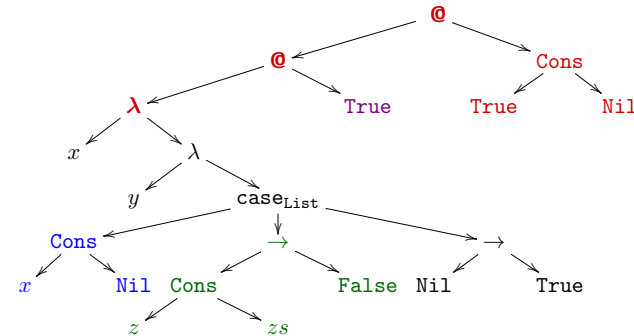 @
@ Cons
λ True True Nil
x λ
y case_List
Cons → →
x Nil Cons False Nil True
z zs